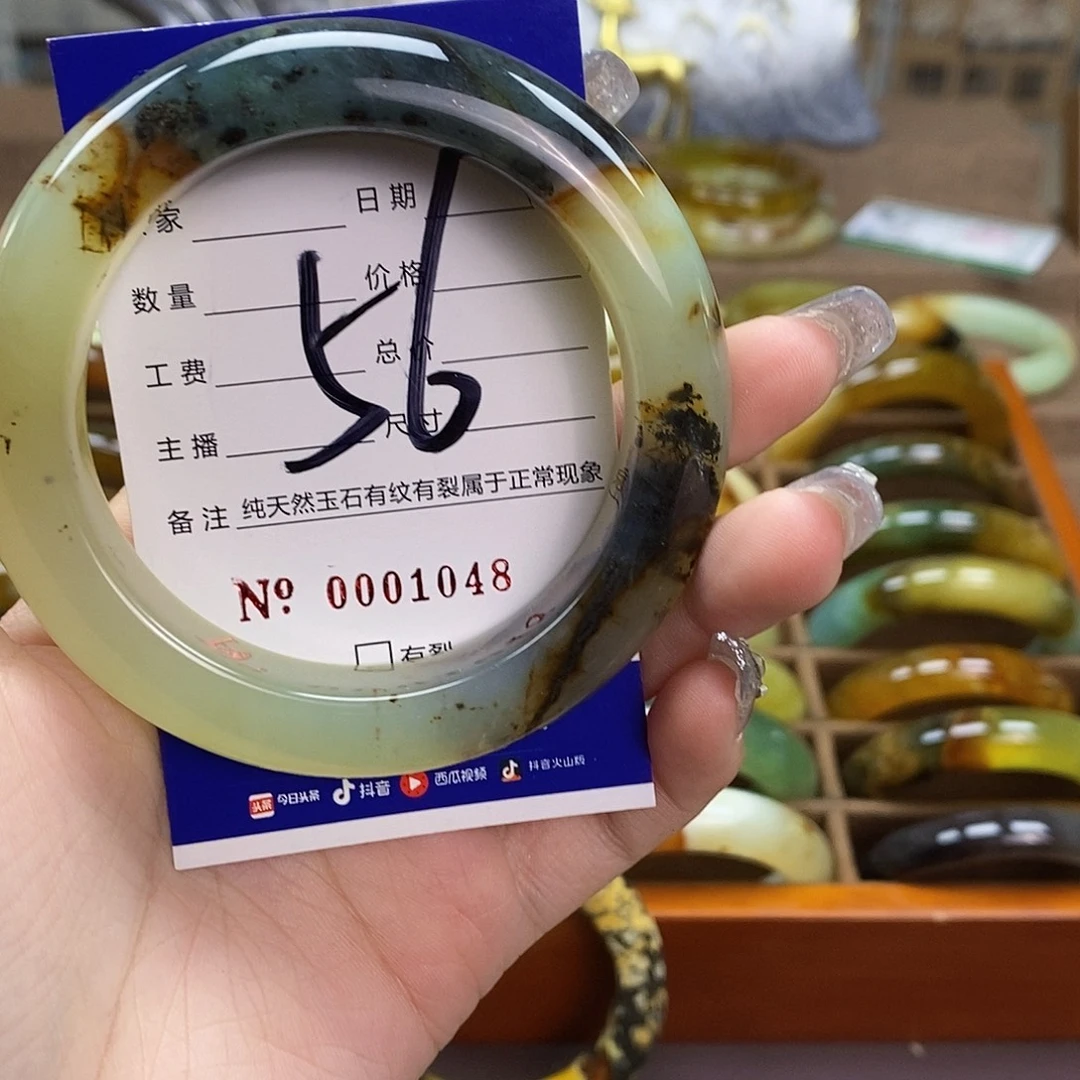 家 日期
数量 价格
工费 总价
主播 尺寸
56
备注 纯天然玉石有纹有裂属于正常现象
Nº 0001048
有裂
头条 今日头条 抖音 西瓜视频 抖音火山版